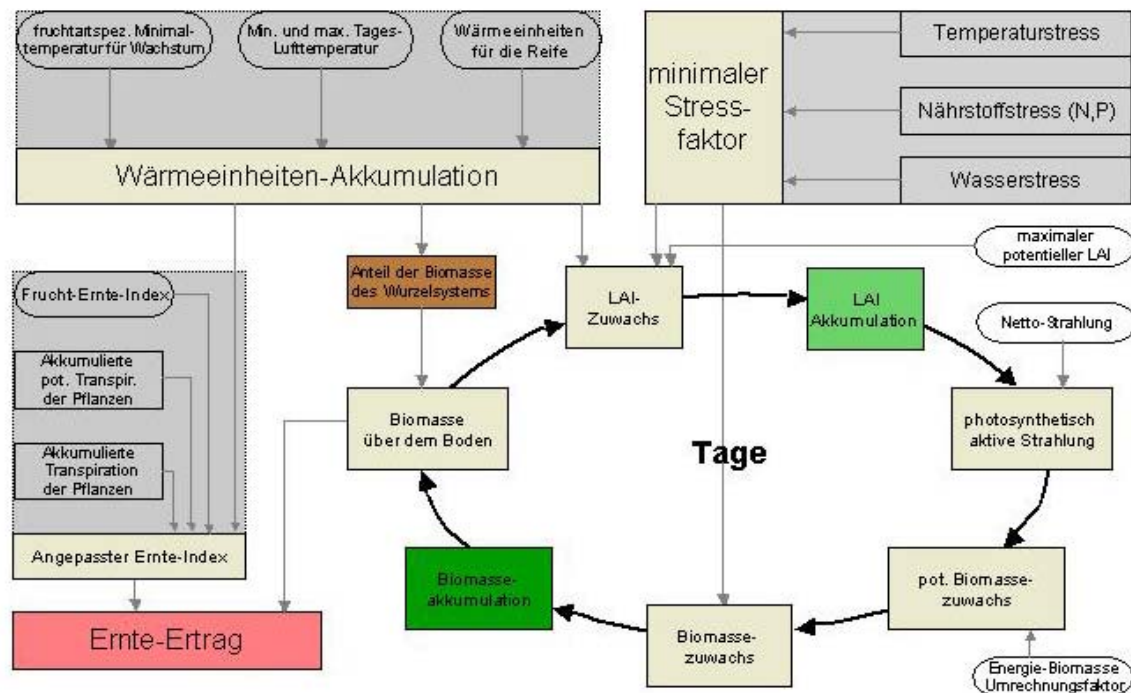 fruchtartspez. Minimal-
temperatur für Wachstum
Min. und max. Tages-
Lufttemperatur
Wärmeeinheiten
für die Reife
Wärmeeinheiten-Akkumulation
minimaler
Stress-
faktor
Temperaturstress
Nährstoffstress (N,P)
Wasserstress
maximaler
potentieller LAI
Frucht-Ernte-Index
Akkumulierte
pot. Transpir.
der Pflanzen
Akkumulierte
Transpiration
der Pflanzen
Angepasster Ernte-Index
Ernte-Ertrag
Anteil der Biomasse
des Wurzelsystems
LAI-
Zuwachs
LAI
Akkumulation
Netto-Strahlung
photosynthetisch
aktive Strahlung
Biomasse
über dem Boden
Tage
Biomasse-
akkumulation
Biomasse-
zuwachs
pot. Biomasse-
zuwachs
Energie-Biomasse
Umrechnungsfaktor